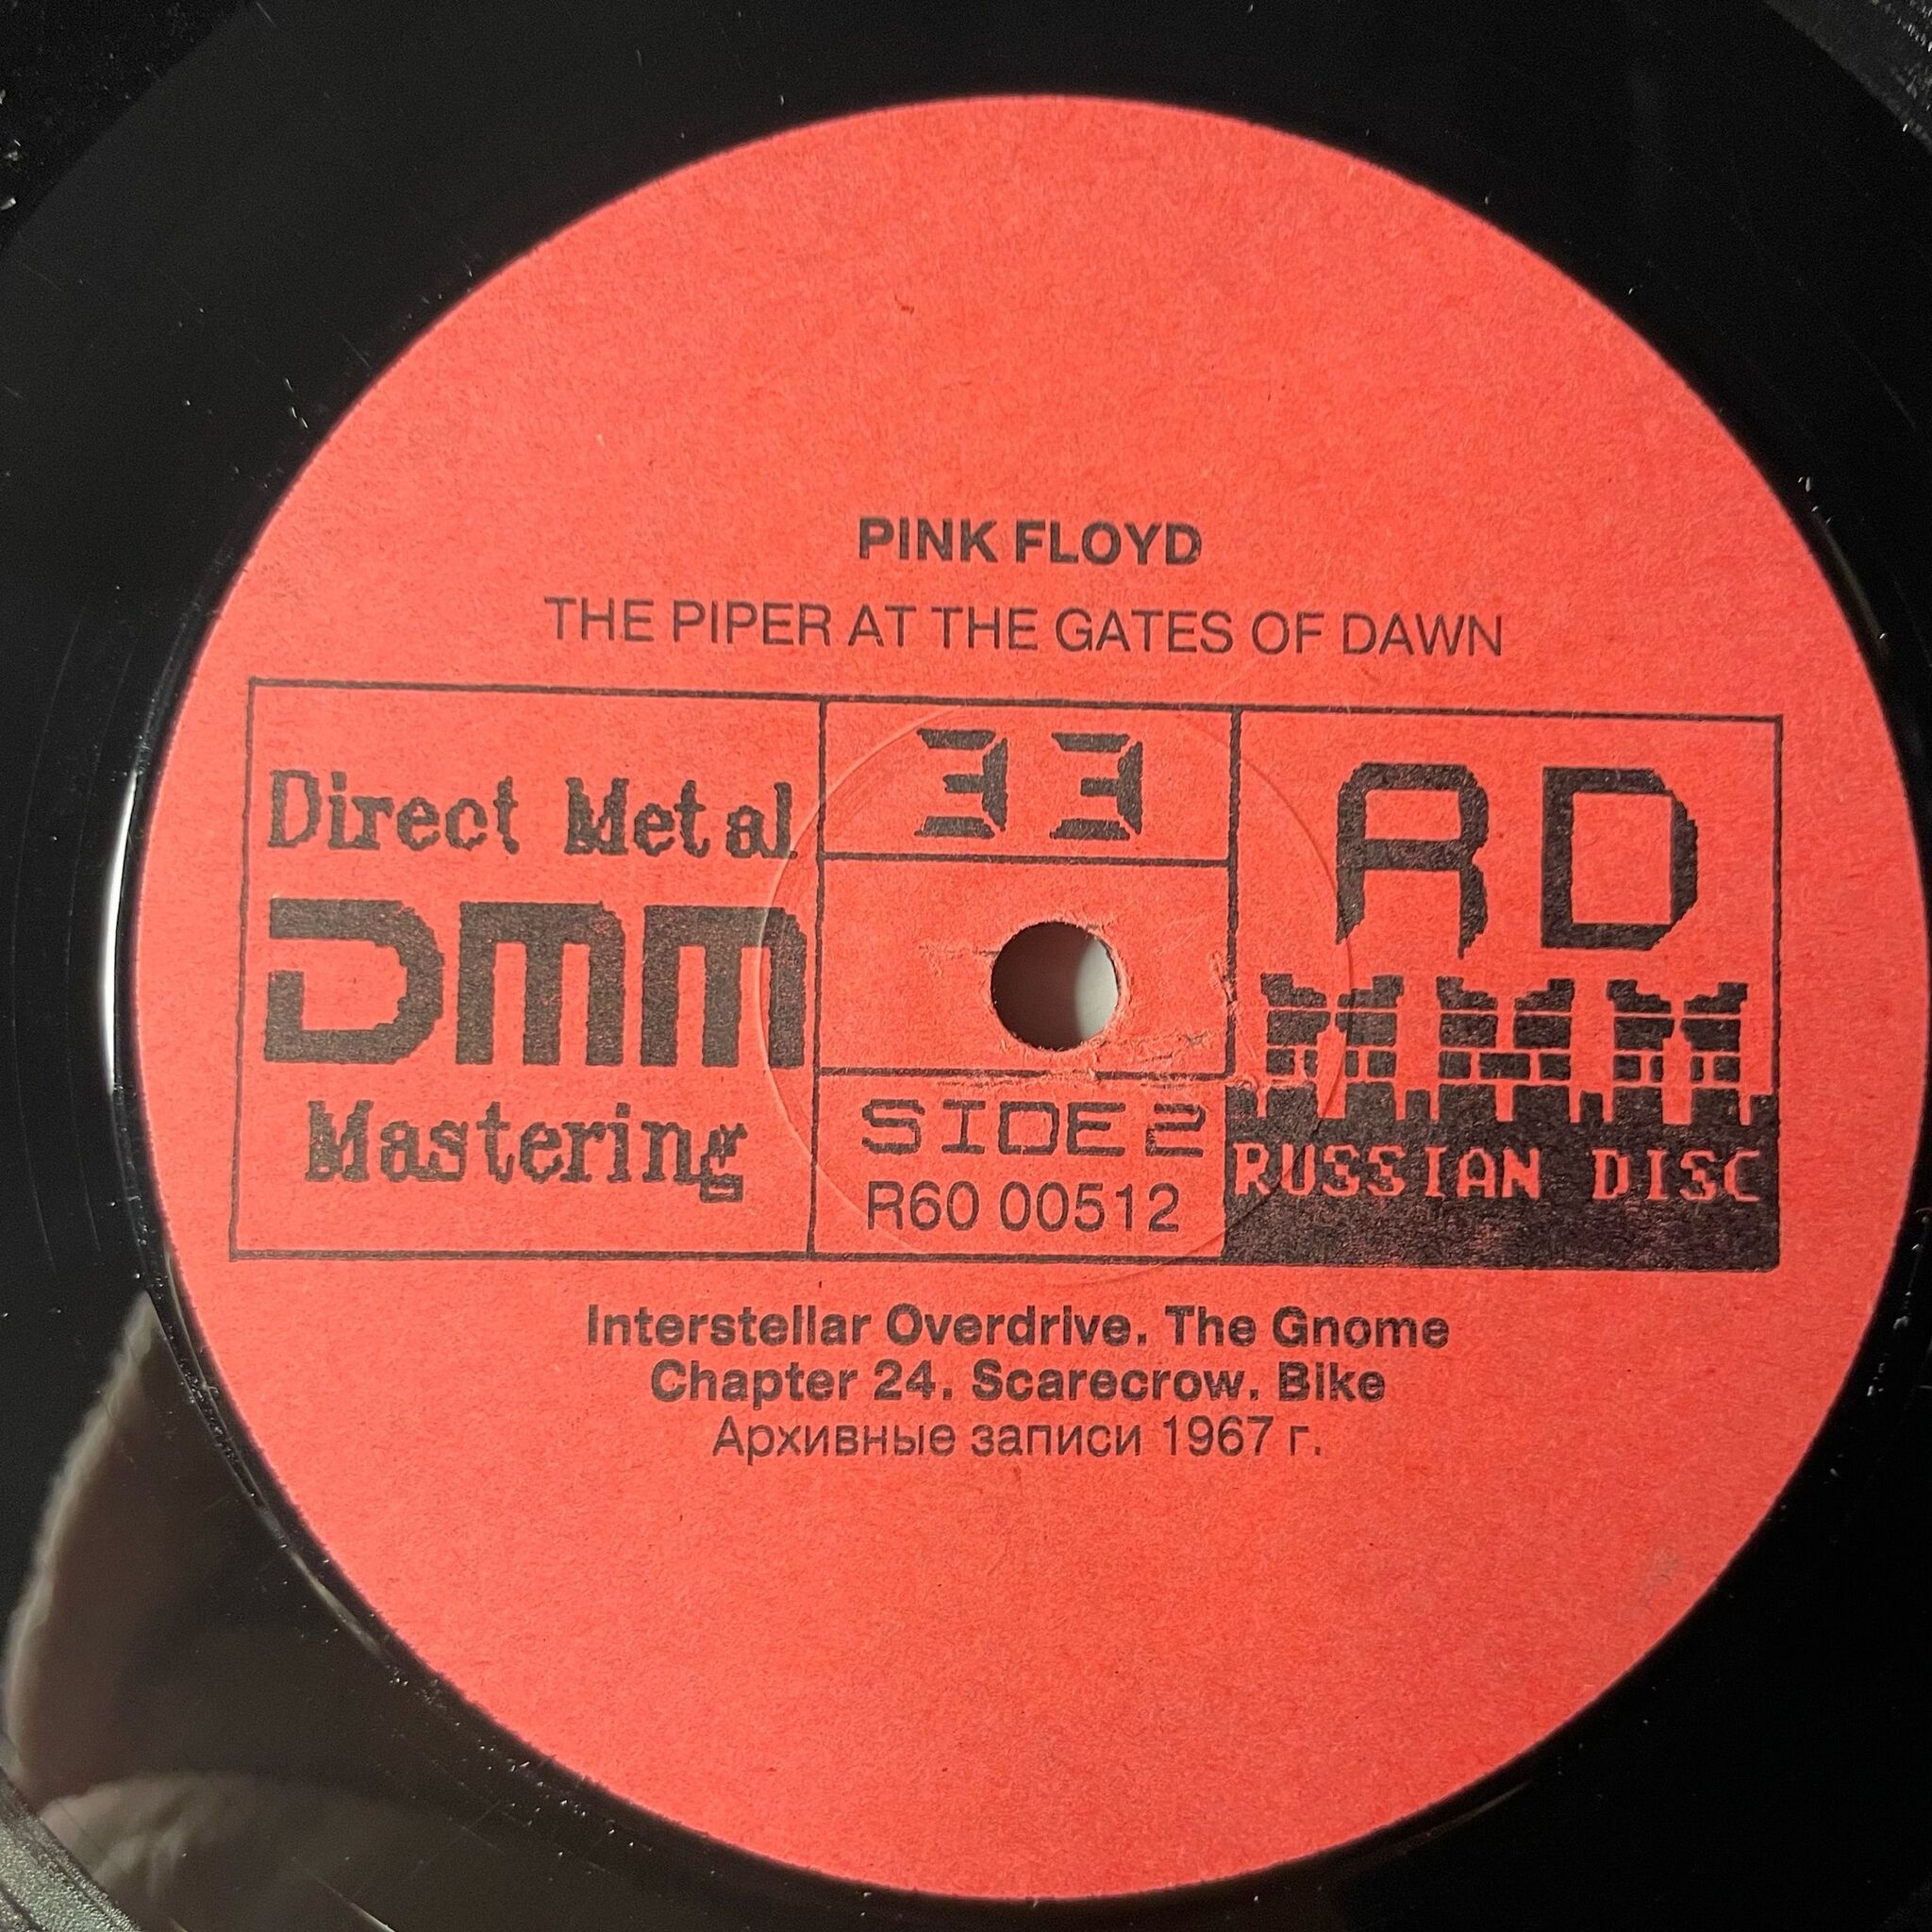 PINK FLOYD
THE PIPER AT THE GATES OF DAWN
Direct Metal
DMM
Mastering
33
SIDE 2
R60 00512
RD
RUSSIAN DISC
Interstellar Overdrive. The Gnome
Chapter 24. Scarecrow. Bike
Архивные записи 1967 г.